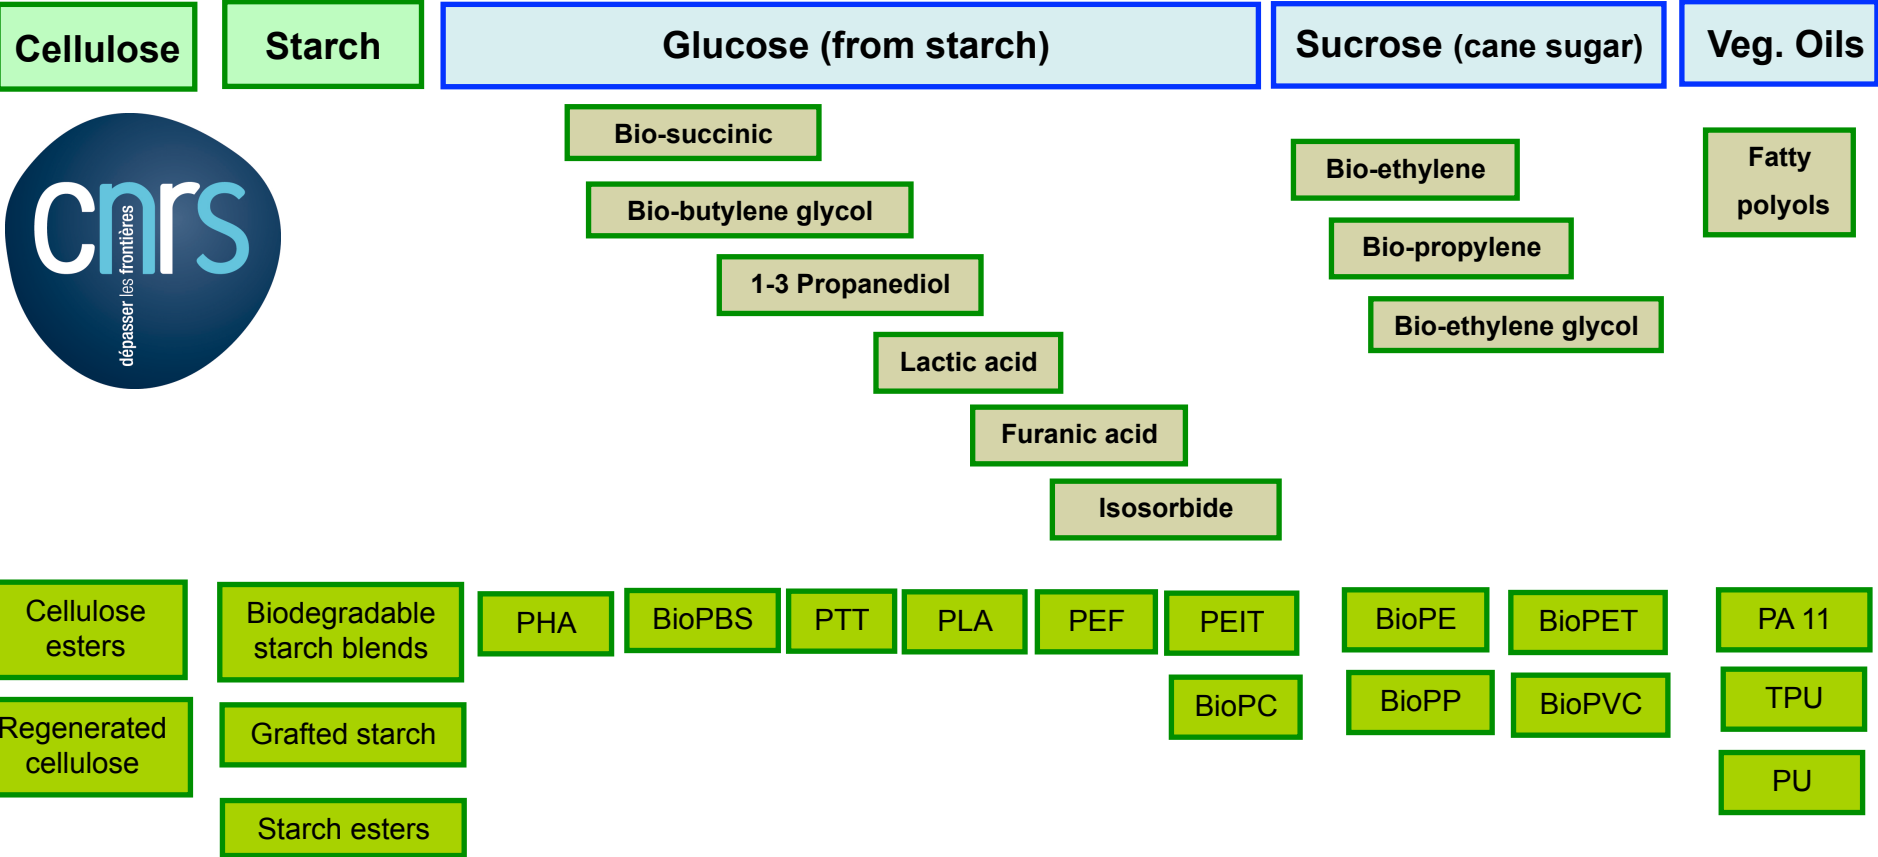 Cellulose
Starch
Glucose (from starch)
Sucrose (cane sugar)
Veg. Oils
cnrs
dépasser les frontières
Bio-succinic
Bio-butylene glycol
1-3 Propanediol
Lactic acid
Furanic acid
Isosorbide
Bio-ethylene
Bio-propylene
Bio-ethylene glycol
Fatty
polyols
Cellulose
esters
Regenerated
cellulose
Biodegradable
starch blends
Grafted starch
Starch esters
PHA
BioPBS
PTT
PLA
PEF
PEIT
BioPC
BioPE
BioPET
BioPP
BioPVC
PA 11
TPU
PU